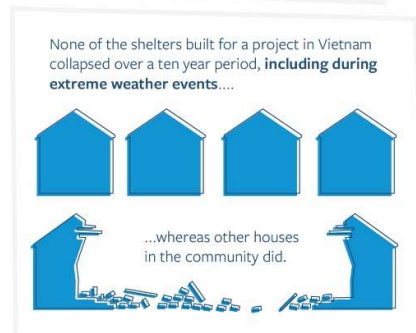 None of the shelters built for a project in Vietnam
collapsed over a ten year period, including during
extreme weather events....
...whereas other houses
in the community did.